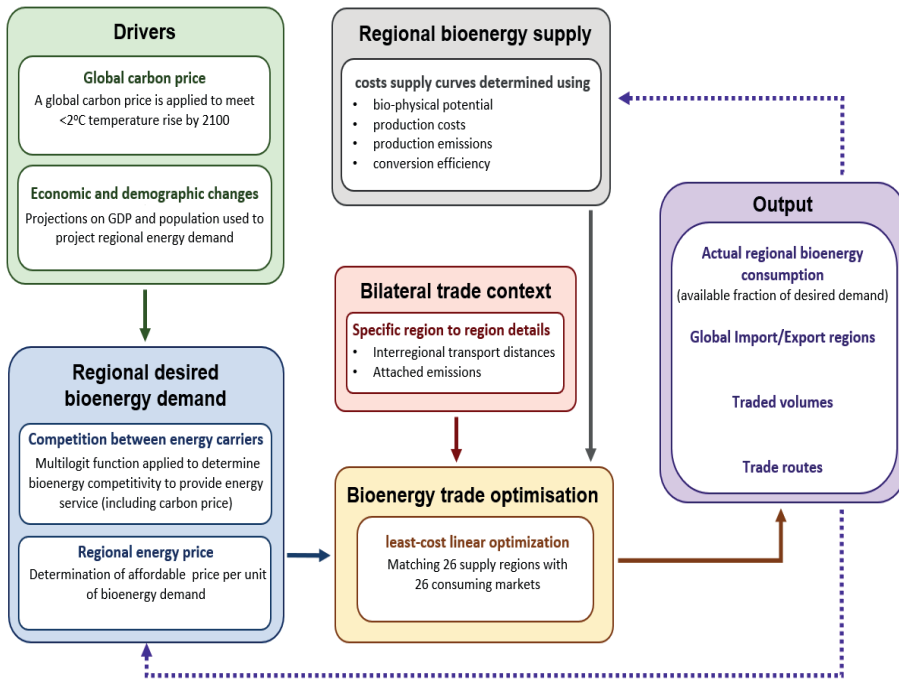 Drivers
Global carbon price
A global carbon price is applied to meet
<2ºC temperature rise by 2100
Economic and demographic changes
Projections on GDP and population used to
project regional energy demand
Regional desired
bioenergy demand
Competition between energy carriers
Multilogit function applied to determine
bioenergy competitivity to provide energy
service (including carbon price)
Regional energy price
Determination of affordable price per unit
of bioenergy demand
Regional bioenergy supply
costs supply curves determined using
• bio-physical potential
• production costs
• production emissions
• conversion efficiency
Bilateral trade context
Specific region to region details
• Interregional transport distances
• Attached emissions
Bioenergy trade optimisation
least-cost linear optimization
Matching 26 supply regions with
26 consuming markets
Output
Actual regional bioenergy
consumption
(available fraction of desired demand)
Global Import/Export regions
Traded volumes
Trade routes